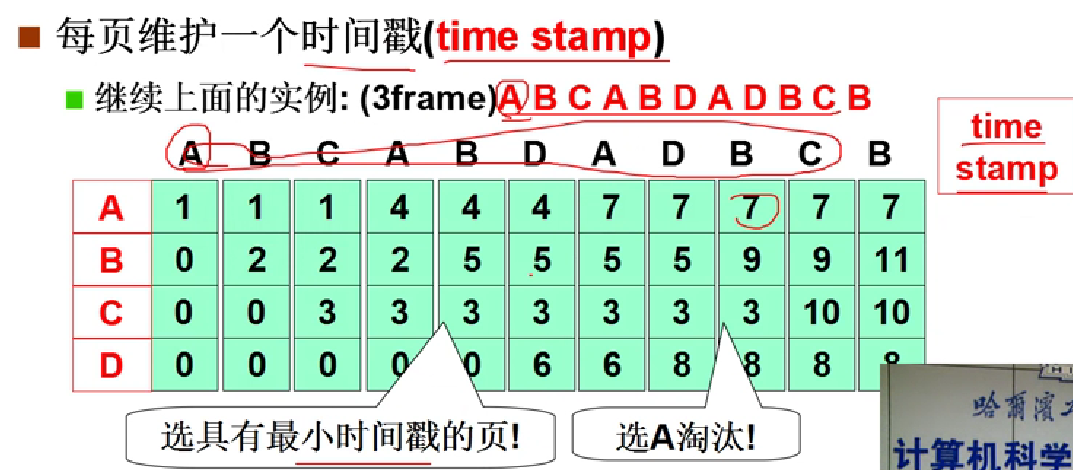 每页维护一个时间戳(time stamp)
继续上面的实例: (3frame)A B C A B D A D B C B
time
stamp
A B C A B D A D B C B
A 1 1 1 4 4 4 7 7 7 7 7
B 0 2 2 2 5 5 5 5 9 9 11
C 0 0 3 3 3 3 3 3 3 10 10
D 0 0 0 0 0 6 6 8 8 8 8
选具有最小时间戳的页!
选A淘汰!
哈爾濱
计算机科学